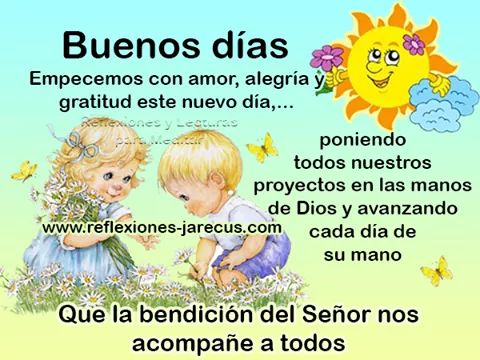 Buenos días
Empecemos con amor, alegría y
gratitud este nuevo día,...
Reflexiones y Lecturas
para Meditar
poniendo
todos nuestros
proyectos en las manos
de Dios y avanzando
cada día de
su mano
www.reflexiones-jarecus.com
Que la bendición del Señor nos
acompañe a todos